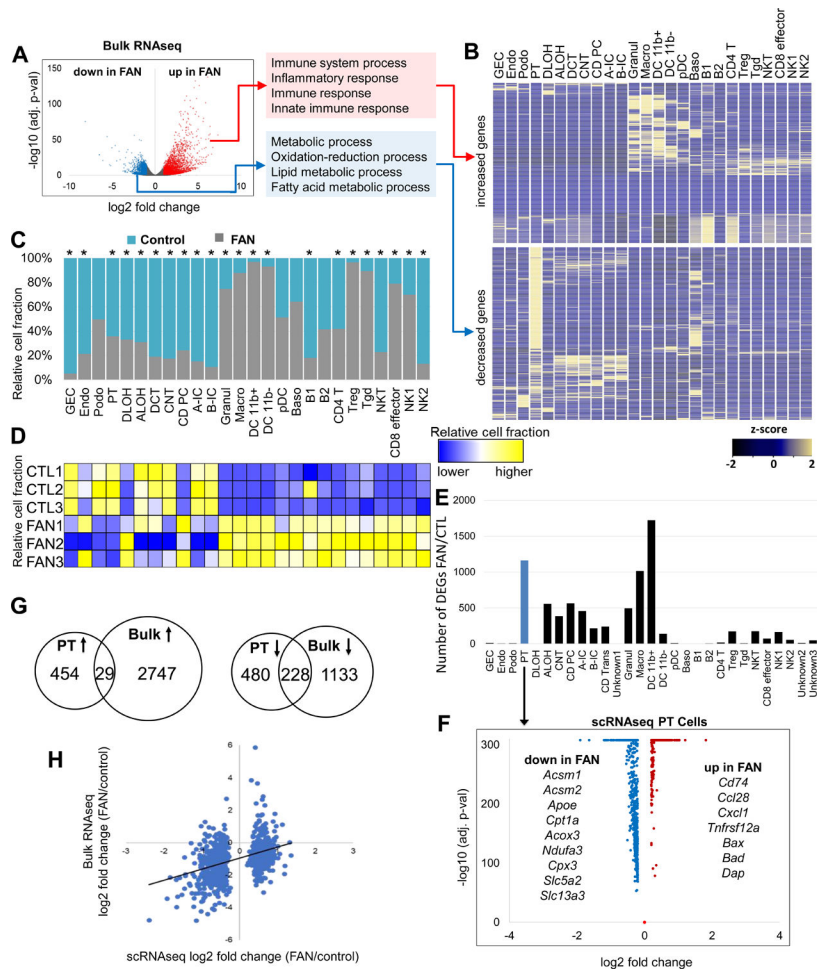 A
Bulk RNAseq
down in FAN
up in FAN
-log10 (adj. p-val)
150
100
50
0
-10
-5
0
5
10
log2 fold change
Immune system process
Inflammatory response
Immune response
Innate immune response
Metabolic process
Oxidation-reduction process
Lipid metabolic process
Fatty acid metabolic process
B
GEC
Endo
Podo
PT
DLOH
ALOH
DCT
CNT
CD PC
A-IC
B-IC
Granul
Macro
DC 11b+
DC 11b-
pDC
Baso
B1
B2
CD4 T
Treg
Tgd
NKT
CD8 effector
NK1
NK2
increased genes
decreased genes
z-score
-2
0
2
C
Control
FAN
Relative cell fraction
100%
80%
60%
40%
20%
0%
* * * * * * * * * * * * * * * * * * * * *
GEC
Endo
Podo
PT
DLOH
ALOH
DCT
CNT
CD PC
A-IC
B-IC
Granul
Macro
DC 11b+
DC 11b-
pDC
Baso
B1
B2
CD4 T
Treg
Tgd
NKT
CD8 effector
NK1
NK2
D
Relative cell fraction
lower
higher
Relative cell fraction
CTL1
CTL2
CTL3
FAN1
FAN2
FAN3
E
Number of DEGs FAN/CTL
2000
1500
1000
500
0
GEC
Endo
Podo
PT
DLOH
ALOH
CNT
CD PC
A-IC
B-IC
CD Trans
Unknown1
Granul
Macro
DC 11b+
DC 11b-
pDC
Baso
B1
B2
CD4 T
Treg
Tgd
NKT
CD8 effector
NK1
NK2
Unknown2
Unknown3
F
scRNAseq PT Cells
-log10 (adj. p-val)
300
200
100
0
-4
-2
0
2
4
log2 fold change
down in FAN
Acsm1
Acsm2
Apoe
Cpt1a
Acox3
Ndufa3
Cpx3
Slc5a2
Slc13a3
up in FAN
Cd74
Ccl28
Cxcl1
Tnfrsf12a
Bax
Bad
Dap
G
PT
Bulk
454
29
2747
PT
Bulk
480
228
1133
H
Bulk RNAseq
log2 fold change (FAN/control)
6
4
2
0
-2
-4
-6
-3
-2
-1
0
1
2
3
scRNAseq log2 fold change (FAN/control)